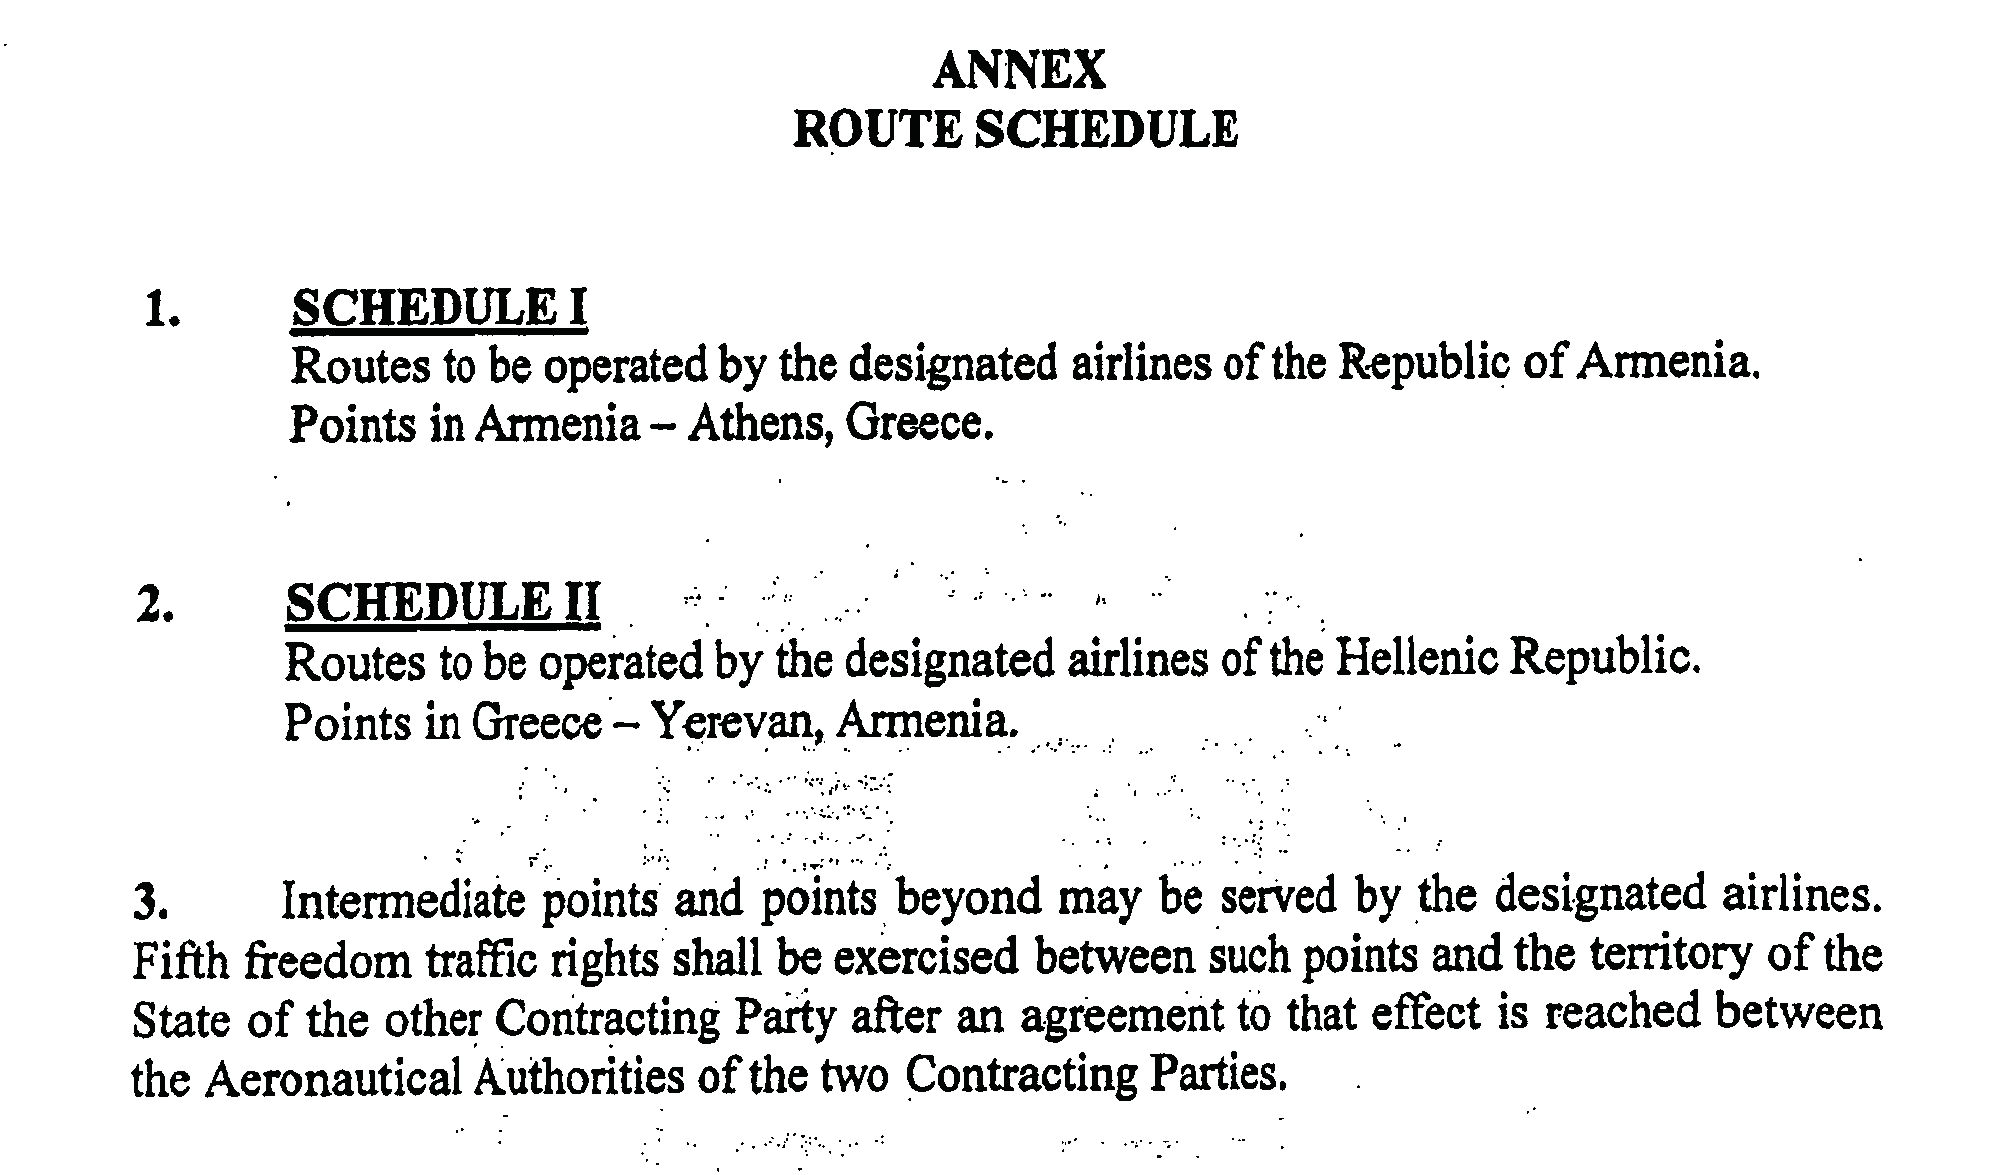 ANNEX
ROUTE SCHEDULE
1. SCHEDULE I
Routes to be operated by the designated airlines of the Republic of Armenia.
Points in Armenia – Athens, Greece.
2. SCHEDULE II
Routes to be operated by the designated airlines of the Hellenic Republic.
Points in Greece – Yerevan, Armenia.
3. Intermediate points and points beyond may be served by the designated airlines.
Fifth freedom traffic rights shall be exercised between such points and the territory of the
State of the other Contracting Party after an agreement to that effect is reached between
the Aeronautical Authorities of the two Contracting Parties.